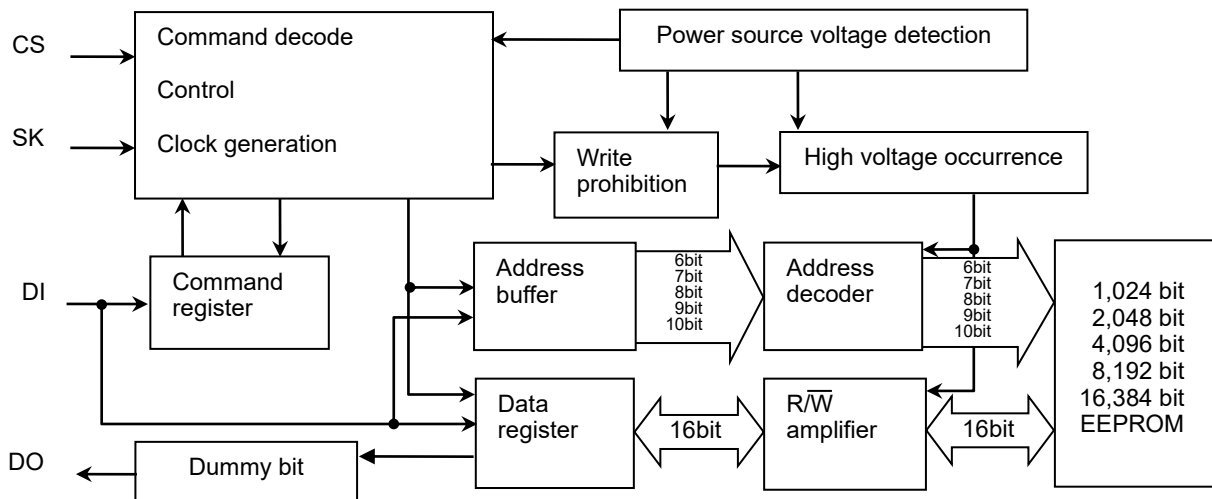 CS
Command decode
Power source voltage detection
Control
SK
Clock generation
Write
prohibition
High voltage occurrence
DI
Command
register
Address
buffer
6bit
7bit
8bit
9bit
10bit
Address
decoder
6bit
7bit
8bit
9bit
10bit
1,024 bit
2,048 bit
4,096 bit
8,192 bit
16,384 bit
EEPROM
Data
register
16bit
R/W̅
amplifier
16bit
DO
Dummy bit